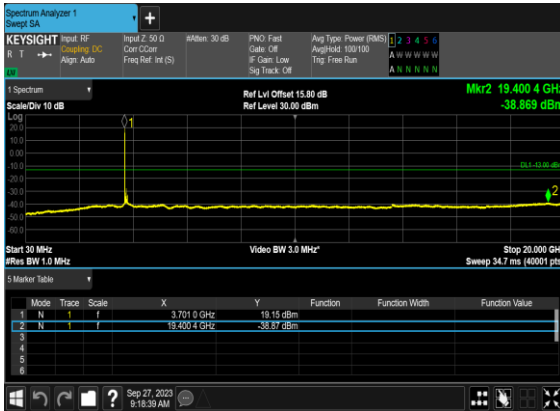 Spectrum Analyzer 1
Swept SA
+
KEYSIGHT Input: RF Input Z: 50 Ω #Atten: 30 dB PNO: Fast Avg Type: Power (RMS) 1 2 3 4 5 6
R T Coupling: DC Corr CCorr Gate: Off Avg|Hold: 100/100 A W W W W W
Align: Auto Freq Ref: Int (S) IF Gain: Low Trig: Free Run
Sig Track: Off A N N N N N
1 Spectrum
Ref Lvl Offset 15.80 dB Mkr2 19.400 4 GHz
Scale/Div 10 dB Ref Level 30.00 dBm -38.869 dBm
Log
20.0
10.0
0.00
-10.0
DL1 -13.00 dBm
-20.0
-30.0
-40.0
-50.0
-60.0
1
2
Start 30 MHz Video BW 3.0 MHz* Stop 20.000 GHz
#Res BW 1.0 MHz Sweep 34.7 ms (40001 pts)
5 Marker Table
Mode Trace Scale X Y Function Function Width Function Value
1 N 1 f 3.701 0 GHz 19.15 dBm
2 N 1 f 19.400 4 GHz -38.87 dBm
3
4
5
6
? Sep 27, 2023
9:18:39 AM